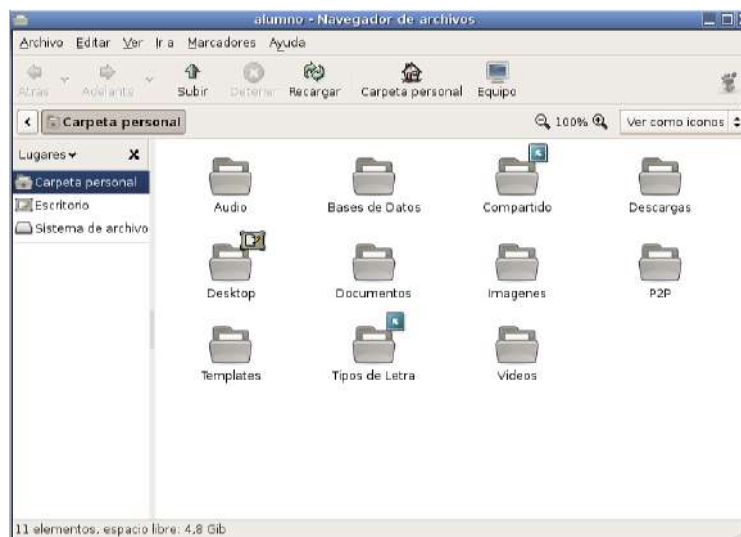 alumno - Navegador de archivos
Archivo Editar Ver Ir a Marcadores Ayuda
Atrás Adelante Subir Detener Recargar Carpeta personal Equipo
Carpeta personal 100% Ver como iconos
Lugares
Carpeta personal
Escritorio
Sistema de archivo
Audio Bases de Datos Compartido Descargas
Desktop Documentos Imagenes P2P
Templates Tipos de Letra Videos
11 elementos, espacio libre: 4,8 Gib